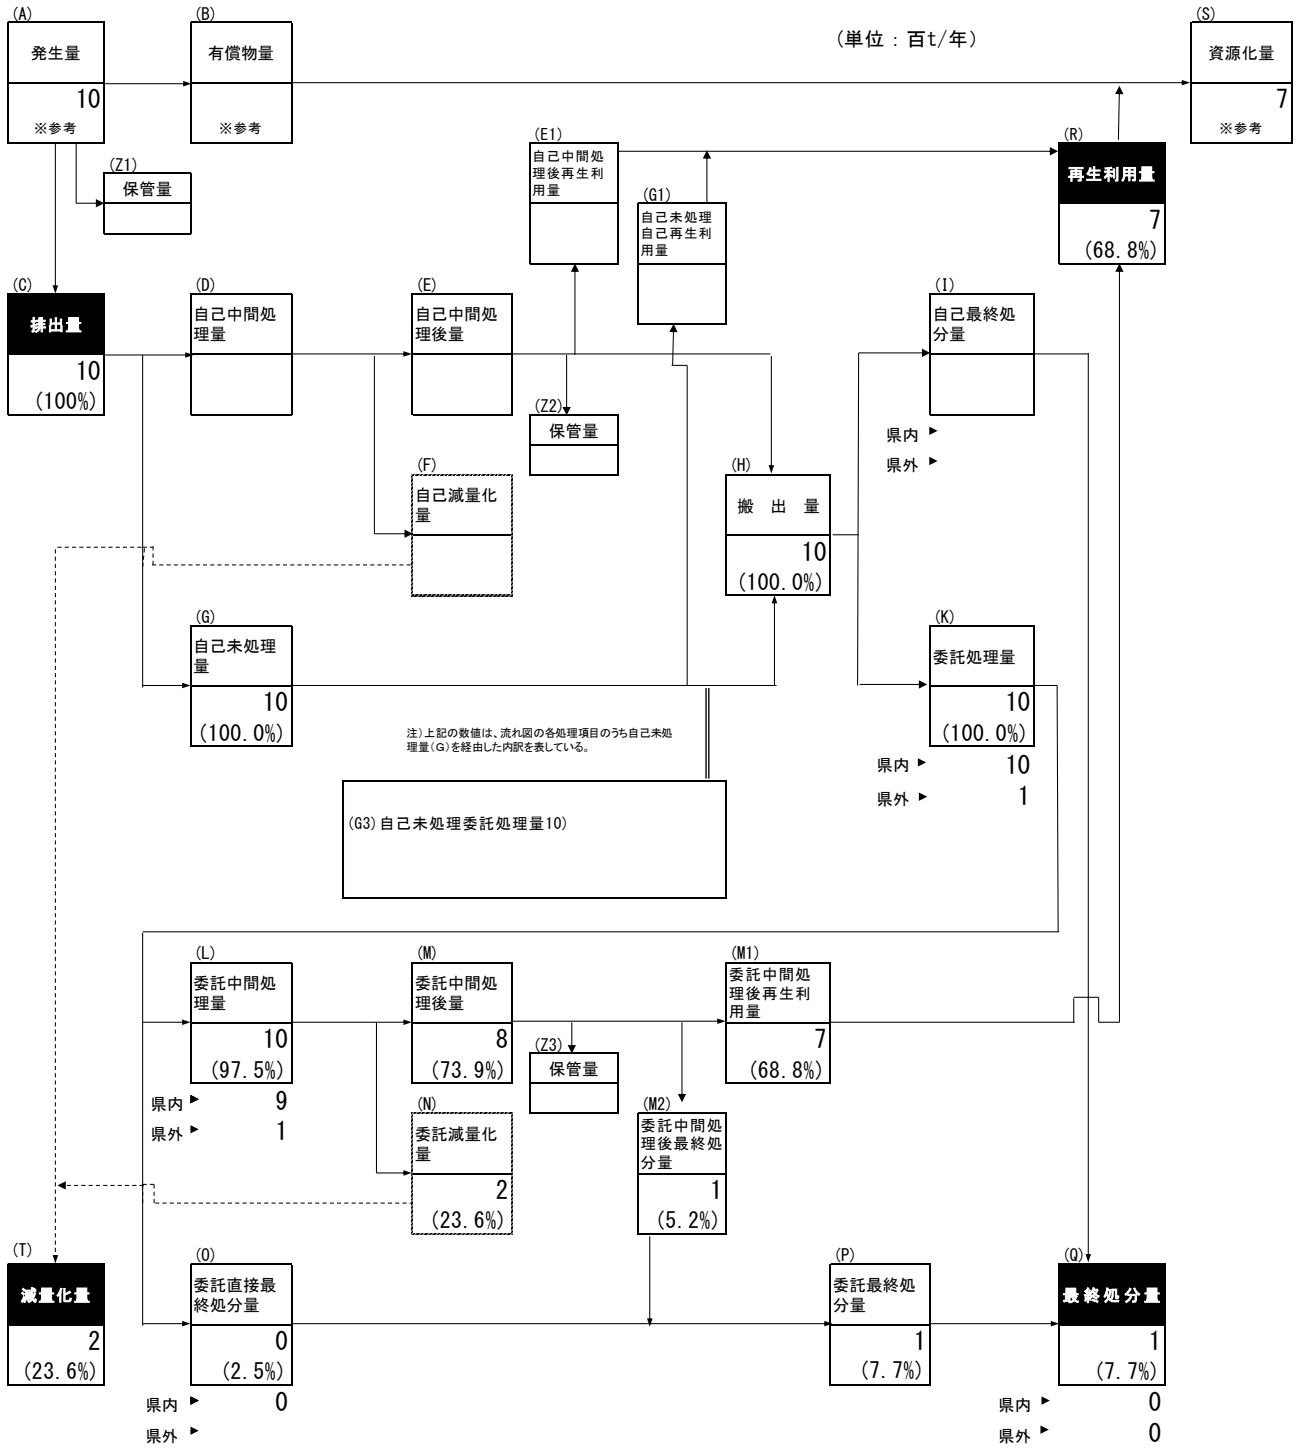 (A)
発生量
10
※参考
(B)
有償物量
※参考
(単位：百t/年)
(S)
資源化量
7
※参考
(Z1)
保管量
(E1)
自己中間処
理後再生利
用量
(G1)
自己未処理
自己再生利
用量
(R)
再生利用量
7
(68.8%)
(C)
排出量
10
(100%)
(D)
自己中間処
理量
(E)
自己中間処
理後量
(Z2)
保管量
(I)
自己最終処
分量
県内
県外
(F)
自己減量化
量
(H)
搬　出　量
10
(100.0%)
(G)
自己未処理
量
10
(100.0%)
(K)
委託処理量
10
(100.0%)
県内 10
県外 1
注)上記の数値は、流れ図の各処理項目のうち自己未処
理量(G)を経由した内訳を表している。
(G3)自己未処理委託処理量10)
(L)
委託中間処
理量
10
(97.5%)
県内 9
県外 1
(M)
委託中間処
理後量
8
(73.9%)
(Z3)
保管量
(M1)
委託中間処
理後再生利
用量
7
(68.8%)
(N)
委託減量化
量
2
(23.6%)
(M2)
委託中間処
理後最終処
分量
1
(5.2%)
(T)
減量化量
2
(23.6%)
(O)
委託直接最
終処分量
0
(2.5%)
県内 0
県外
(P)
委託最終処
分量
1
(7.7%)
(Q)
最終処分量
1
(7.7%)
県内 0
県外 0